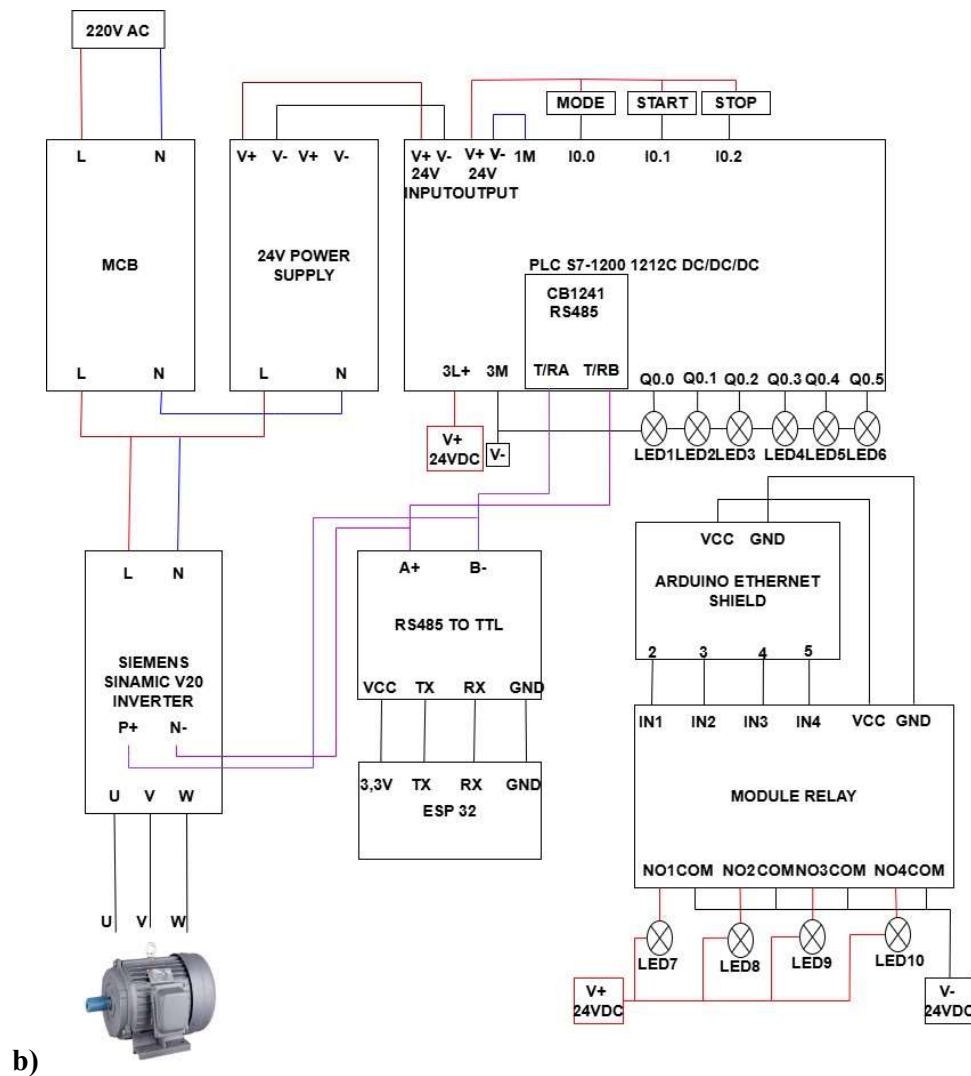 220V AC
MODE START STOP
L N
V+ V- V+ V-
V+ V- V+ V- 1M I0.0 I0.1 I0.2
24V 24V
INPUT OUTPUT
MCB
24V POWER
SUPPLY
PLC S7-1200 1212C DC/DC/DC
CB1241
RS485
L N
L N
3L+ 3M T/RA T/RB Q0.0 Q0.1 Q0.2 Q0.3 Q0.4 Q0.5
V+
24VDC
V-
LED1 LED2 LED3 LED4 LED5 LED6
L N
SIEMENS
SINAMIC V20
INVERTER
P+ N-
U V W
U V W
A+ B-
RS485 TO TTL
VCC TX RX GND
3,3V TX RX GND
ESP 32
VCC GND
ARDUINO ETHERNET
SHIELD
2 3 4 5
IN1 IN2 IN3 IN4 VCC GND
MODULE RELAY
NO1 COM NO2 COM NO3 COM NO4 COM
LED7 LED8 LED9 LED10
V+
24VDC
V-
24VDC
b)